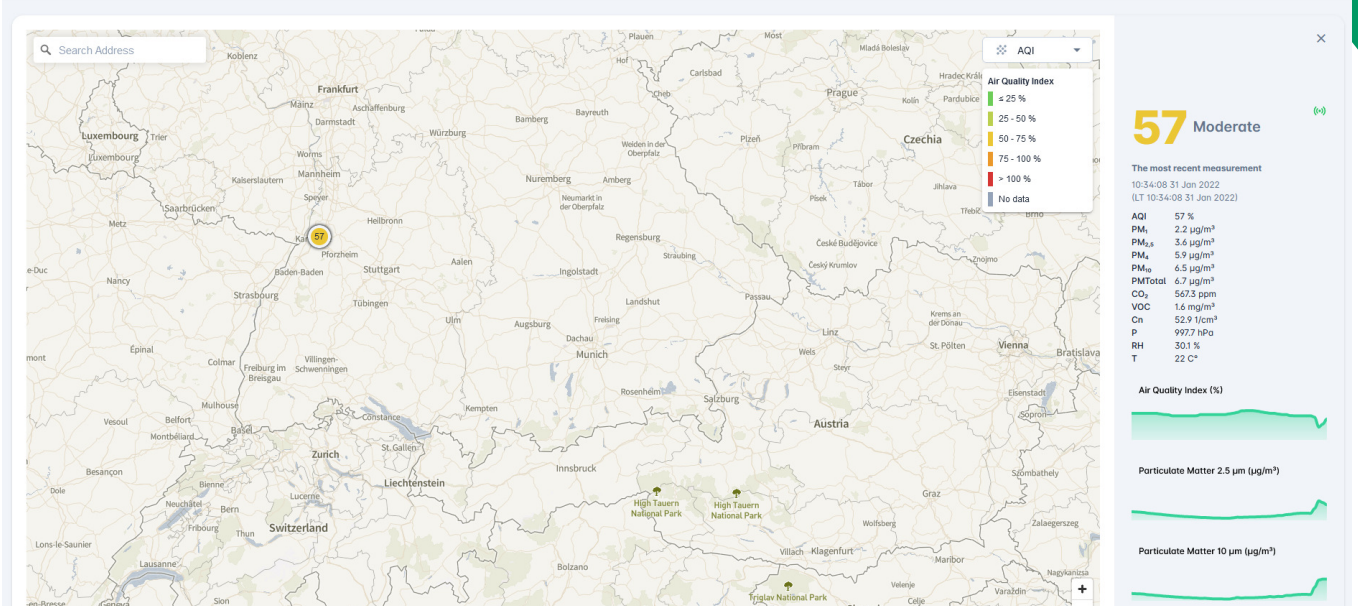 Search Address
AQI
Air Quality Index
≤ 25 %
25 - 50 %
50 - 75 %
75 - 100 %
> 100 %
No data
Plauen
Most
Mladá Boleslav
Koblenz
Hof
Carlsbad
Hradec Král
Frankfurt
Cheb
Prague
Kolín
Pardubice
Mainz
Aschaffenburg
Darmstadt
Bamberg
Bayreuth
Luxembourg
Trier
Würzburg
Plzeň
Příbram
Czechia
Luxembourg
Worms
Weiden in der
Oberpfalz
Kaiserslautern
Mannheim
Nuremberg
Amberg
Tábor
Jihlava
Speyer
Neumarkt in
der Oberpfalz
Písek
Saarbrücken
Třebíč
Brno
Metz
Heilbronn
57
Regensburg
České Budějovice
Pforzheim
Straubing
Český Krumlov
Znojmo
e-Duc
Nancy
Baden-Baden
Stuttgart
Aalen
Ingolstadt
Strasbourg
Tübingen
Landshut
Passau
Krems an
der Donau
Ulm
Augsburg
Freising
Linz
Dachau
Munich
Wels
St. Pölten
Vienna
Bratislava
mont
Épinal
Colmar
Freiburg im
Breisgau
Villingen-
Schwenningen
Steyr
Rosenheim
Salzburg
Eisenstadt
Mulhouse
Kempten
Sopron
Vesoul
Belfort
Constance
Austria
Montbéliard
Basel
Zurich
St. Gallen
Besançon
Innsbruck
Szombathely
Dole
Bienne
Liechtenstein
Lucerne
Graz
Neuchâtel
Bern
High Tauern
National Park
High Tauern
National Park
Fribourg
Thun
Switzerland
Wolfsberg
Zalaegerszeg
Lons-le-Saunier
Villach
Klagenfurt
Lausanne
Bolzano
Maribor
Nagykanizsa
Velenje
Varaždin
Triglav National Park
Celje
en-Bresse
Geneva
Sion
+
57 Moderate
The most recent measurement
10:34:08 31 Jan 2022
(LT 10:34:08 31 Jan 2022)
AQI 57 %
PM₁ 2.2 µg/m³
PM₂,₅ 3.6 µg/m³
PM₄ 5.9 µg/m³
PM₁₀ 6.5 µg/m³
PMTotal 6.7 µg/m³
CO₂ 567.3 ppm
VOC 1.6 mg/m³
Cn 52.9 1/cm³
P 997.7 hPa
RH 30.1 %
T 22 C°
Air Quality Index (%)
Particulate Matter 2.5 µm (µg/m³)
Particulate Matter 10 µm (µg/m³)